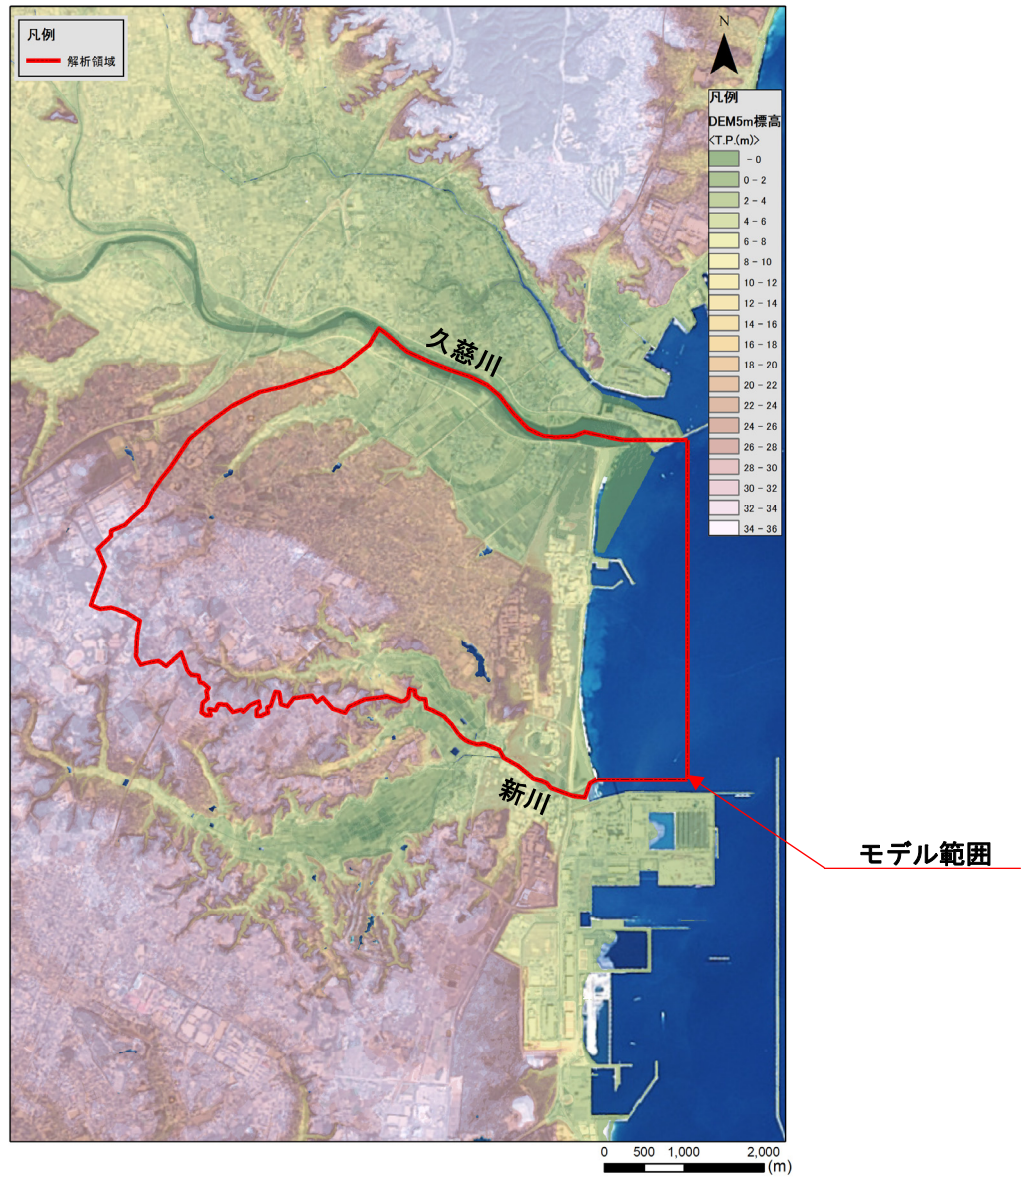 凡例
解析領域
N
凡例
DEM5m標高
<T.P.(m)>
- 0
0 - 2
2 - 4
4 - 6
6 - 8
8 - 10
10 - 12
12 - 14
14 - 16
16 - 18
18 - 20
20 - 22
22 - 24
24 - 26
26 - 28
28 - 30
30 - 32
32 - 34
34 - 36
久慈川
新川
モデル範囲
0 500 1,000 2,000
(m)